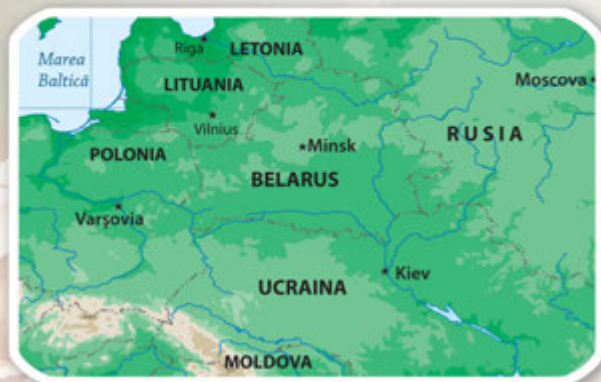 Marea
Baltică
Riga
LETONIA
LITUANIA
Vilnius
Moscova
RUSIA
POLONIA
Minsk
BELARUS
Varşovia
Kiev
UCRAINA
MOLDOVA